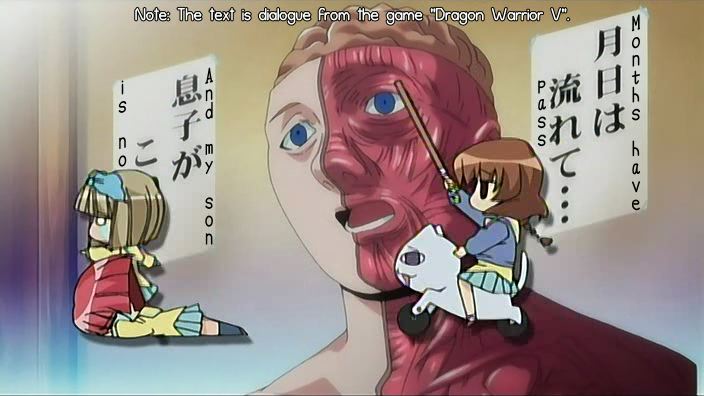 Note: The text is dialogue from the game "Dragon Warrior V".
月日は
流れて・・・
Months have
pass
息子が
こ
And my son
is no